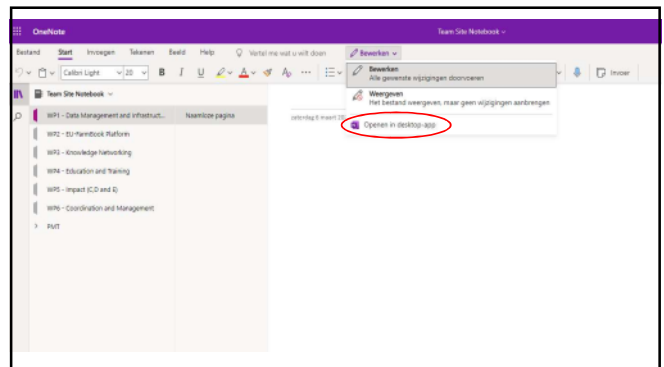 OneNote
Team Site Notebook
Bestand Start Invoegen Tekenen Beeld Help Vertel me wat u wilt doen Bewerken
Calibri Light 20 B I U Invoer
Bewerken
Alle gewenste wijzigingen doorvoeren
Weergeven
Het bestand weergeven, maar geen wijzigingen aanbrengen
Openen in desktop-app
Team Site Notebook
WP1 - Data Management and infrastruct... Naamloze pagina
zaterdag 6 maart
WP2 - EU-FarmBook Platform
WP3 - Knowledge Networking
WP4 - Education and Training
WP5 - Impact (C,D and E)
WP6 - Coordination and Management
PMT